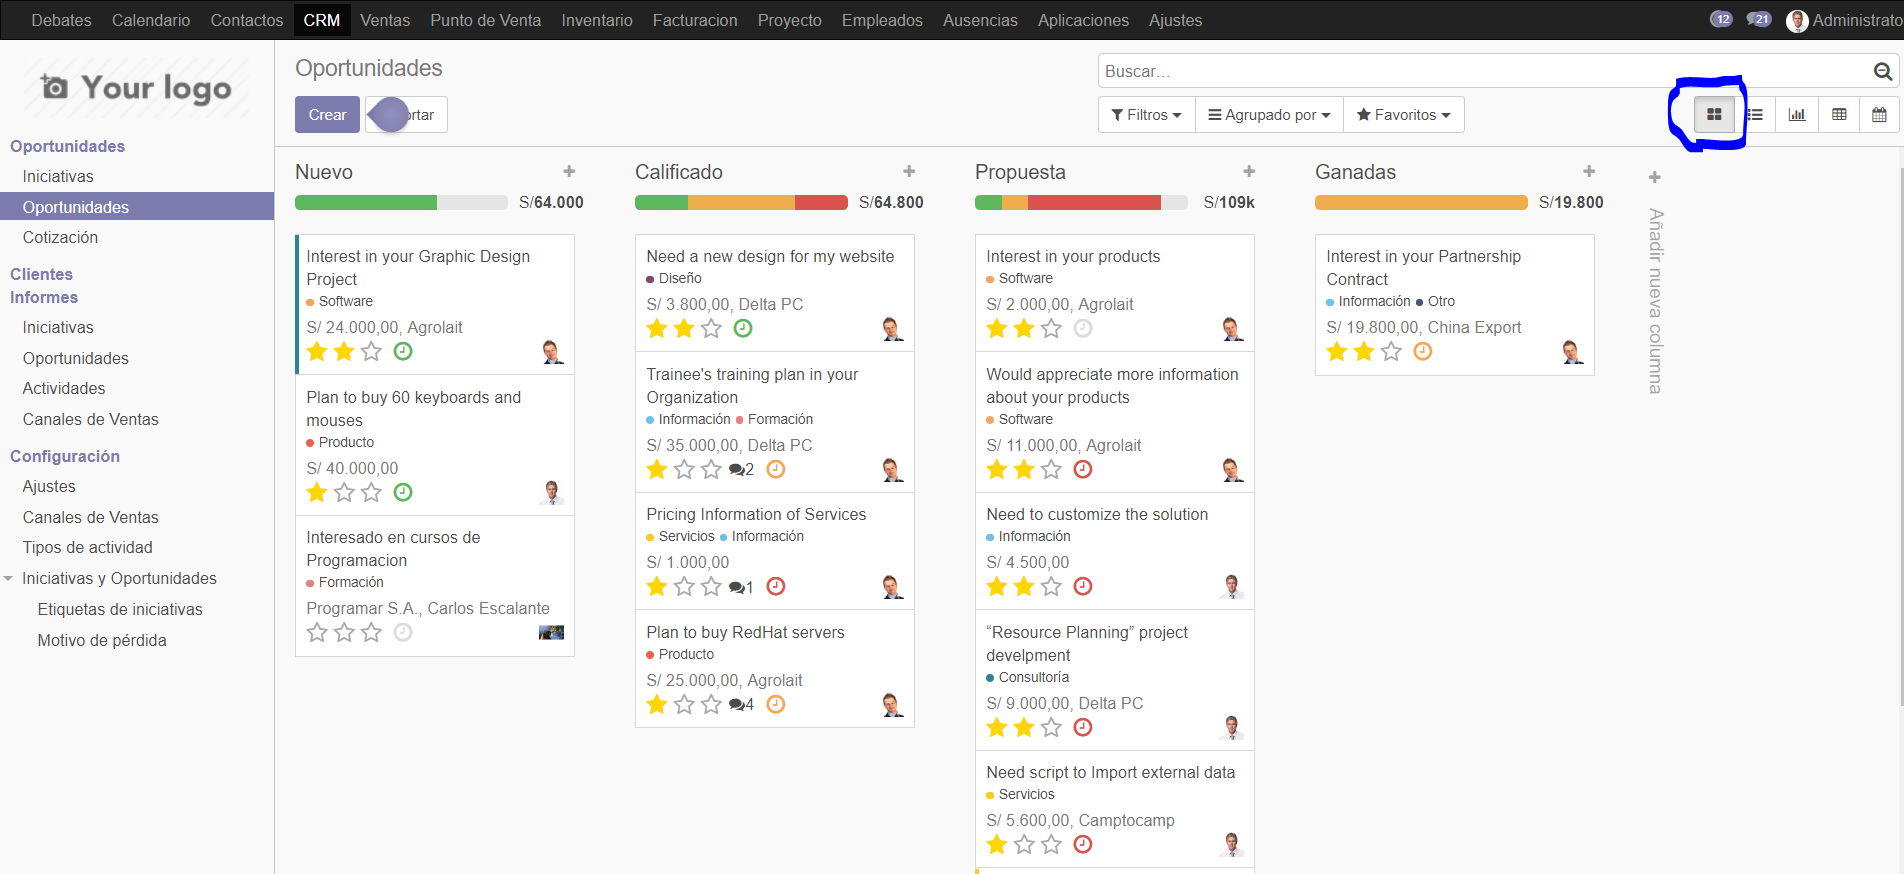 Debates Calendario Contactos CRM Ventas Punto de Venta Inventario Facturacion Proyecto Empleados Ausencias Aplicaciones Ajustes 12 21 Administrato
Your logo
Oportunidades
Iniciativas
Oportunidades
Cotización
Clientes
Informes
Iniciativas
Oportunidades
Actividades
Canales de Ventas
Configuración
Ajustes
Canales de Ventas
Tipos de actividad
Iniciativas y Oportunidades
Etiquetas de iniciativas
Motivo de pérdida
Oportunidades
Buscar...
Crear ortar
Filtros Agrupado por Favoritos
Nuevo
S/64.000
Interest in your Graphic Design
Project
Software
S/ 24.000,00, Agrolait
Plan to buy 60 keyboards and
mouses
Producto
S/ 40.000,00
Interesado en cursos de
Programacion
Formación
Programar S.A., Carlos Escalante
Calificado
S/64.800
Need a new design for my website
Diseño
S/ 3.800,00, Delta PC
Trainee's training plan in your
Organization
Información Formación
S/ 35.000,00, Delta PC
2
Pricing Information of Services
Servicios Información
S/ 1.000,00
1
Plan to buy RedHat servers
Producto
S/ 25.000,00, Agrolait
4
Propuesta
S/109k
Interest in your products
Software
S/ 2.000,00, Agrolait
Would appreciate more information
about your products
Software
S/ 11.000,00, Agrolait
Need to customize the solution
Información
S/ 4.500,00
“Resource Planning” project
develpment
Consultoría
S/ 9.000,00, Delta PC
Need script to Import external data
Servicios
S/ 5.600,00, Camptocamp
Ganadas
S/19.800
Interest in your Partnership
Contract
Información Otro
S/ 19.800,00, China Export
Añadir nueva columna